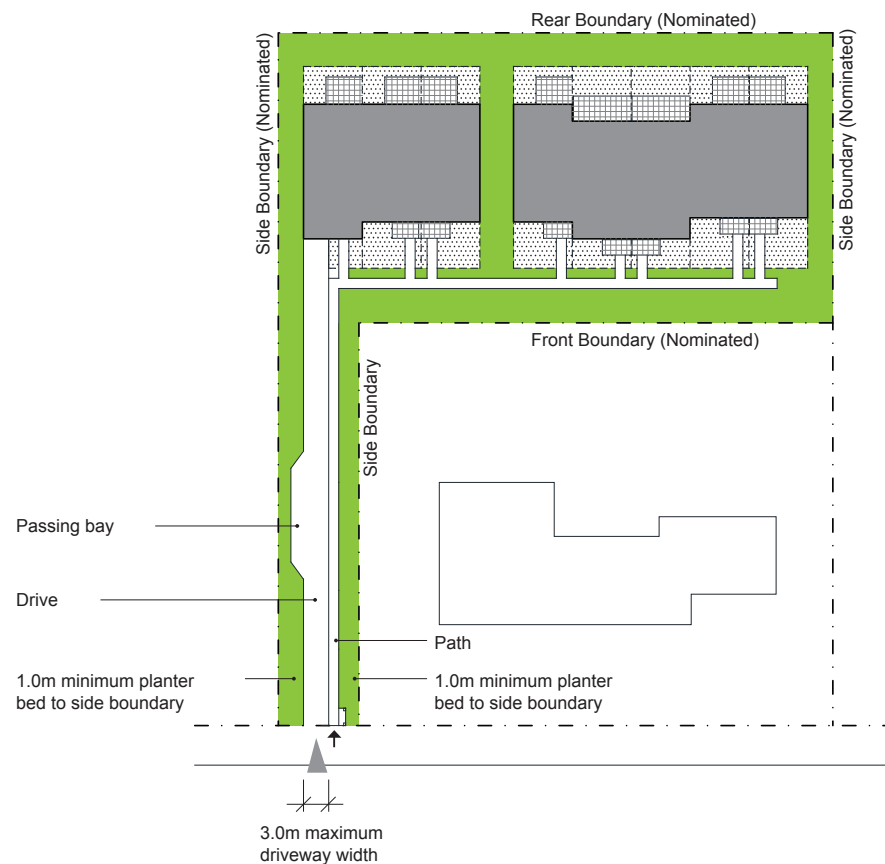 Rear Boundary (Nominated)
Side Boundary (Nominated)
Side Boundary (Nominated)
Front Boundary (Nominated)
Side Boundary
Passing bay
Drive
Path
1.0m minimum planter
bed to side boundary
1.0m minimum planter
bed to side boundary
3.0m maximum
driveway width